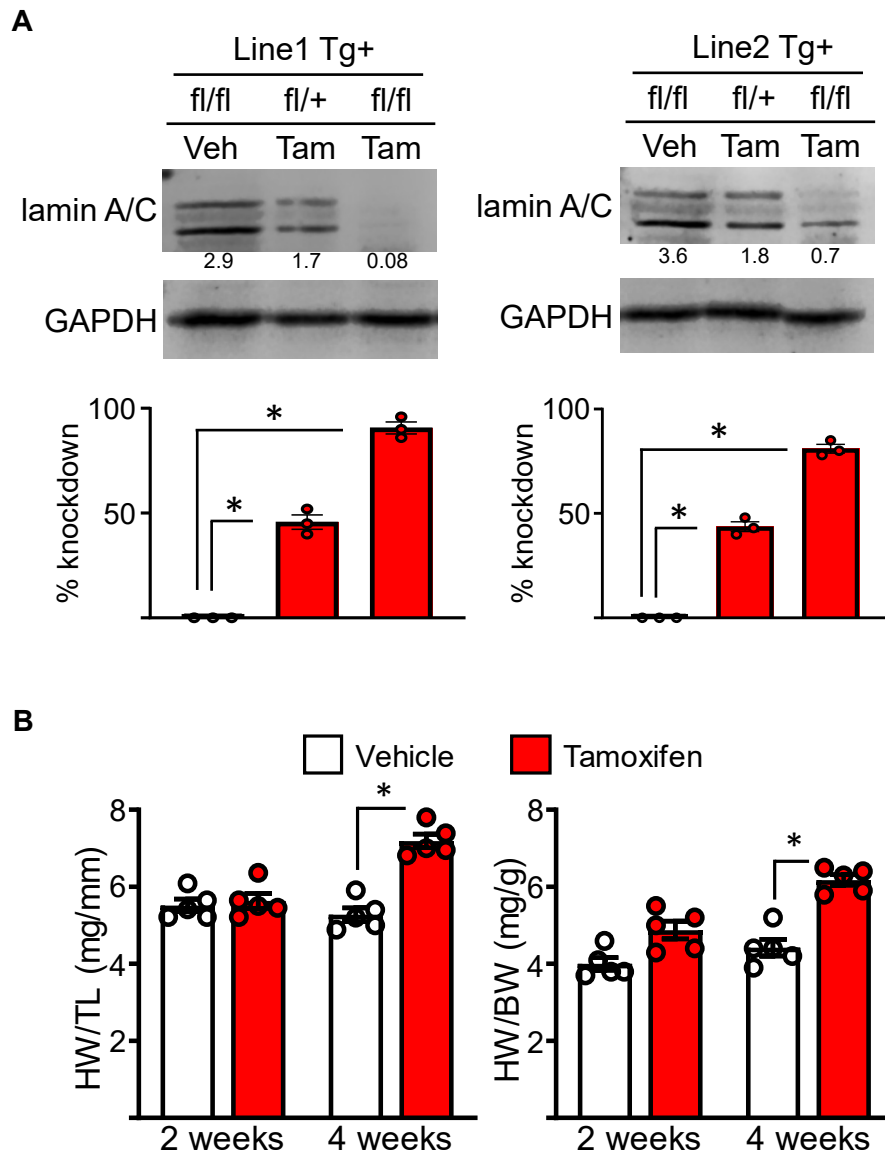 A
Line1 Tg+
fl/fl fl/+ fl/fl
Veh Tam Tam
lamin A/C
2.9 1.7 0.08
GAPDH
100
50
% knockdown
*
*
Line2 Tg+
fl/fl fl/+ fl/fl
Veh Tam Tam
lamin A/C
3.6 1.8 0.7
GAPDH
100
50
% knockdown
*
*
B
Vehicle Tamoxifen
8
6
4
2
HW/TL (mg/mm)
*
2 weeks 4 weeks
8
6
4
2
HW/BW (mg/g)
*
2 weeks 4 weeks